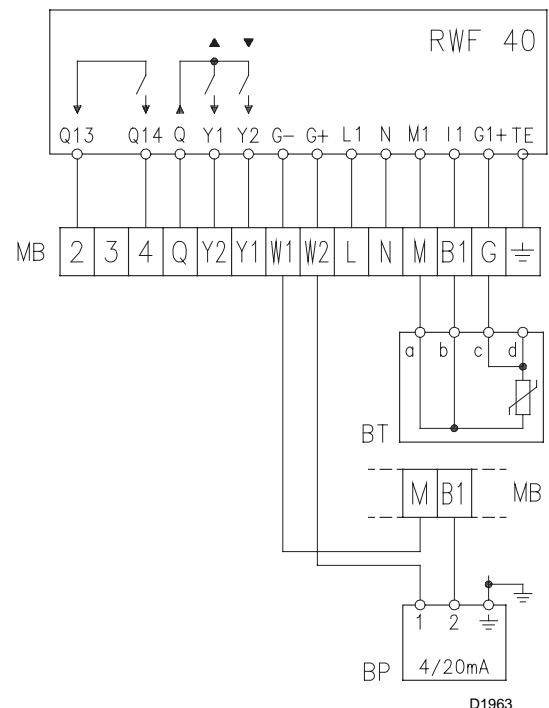 RWF 40
Q13 Q14 Q Y1 Y2 G- G+ L1 N M1 I1 G1+ TE
MB 2 3 4 Q Y2 Y1 W1 W2 L N M B1 G
a b c d
BT
M B1 MB
1 2
BP 4/20mA
D1963